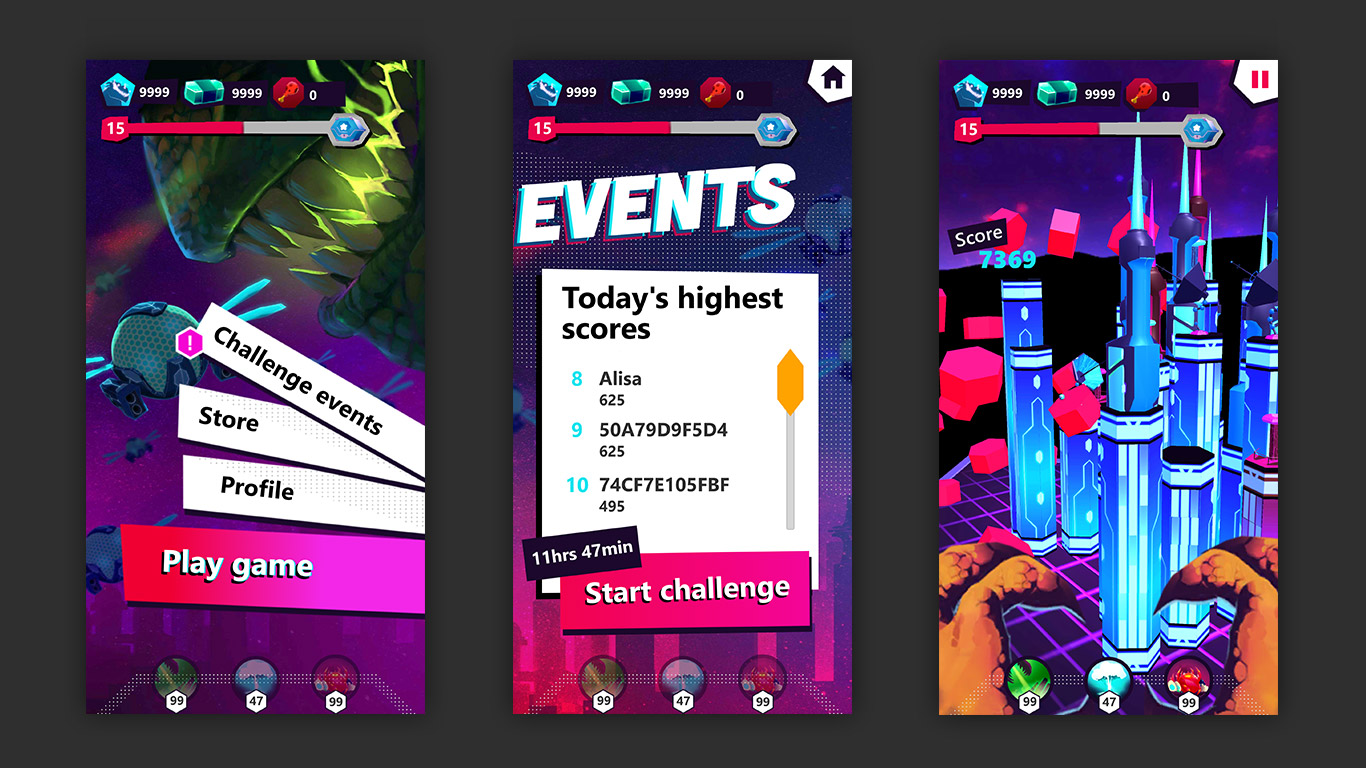 9999 9999 0
15
!
Challenge events
Store
Profile
Play game
99 47 99
9999 9999 0
15
EVENTS
Today's highest
scores
8 Alisa
625
9 50A79D9F5D4
625
10 74CF7E105FBF
495
11hrs 47min
Start challenge
99 47 99
9999 9999 0
15
Score
7369
99 47 99